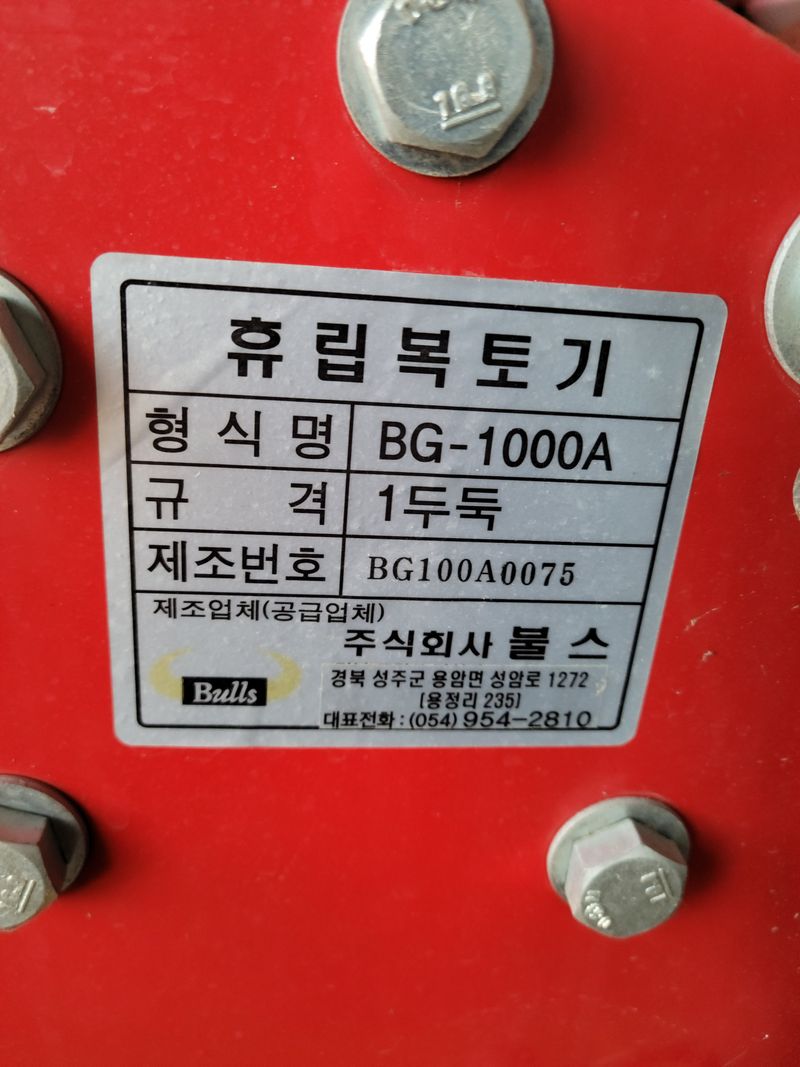 휴립복토기
형식명 BG-1000A
규격 1두둑
제조번호 BG100A0075
제조업체(공급업체)
주식회사 불스
Bulls
경북 성주군 용암면 성암로 1272
(용정리 235)
대표전화 : (054) 954-2810